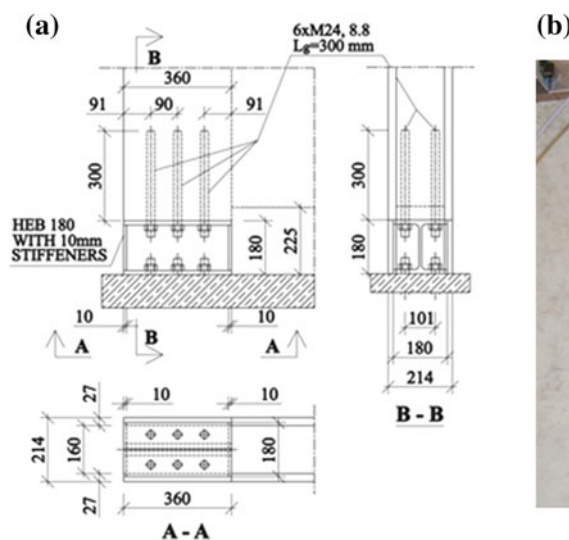 (a)
(b)
6xM24, 8.8
Lg=300 mm
B
360
91 90 91
300
300
HEB 180
WITH 10mm
STIFFENERS
180
225
180
10 B 10
A A
101
180
214
B - B
27
10 10
214
160
180
27
360
A - A